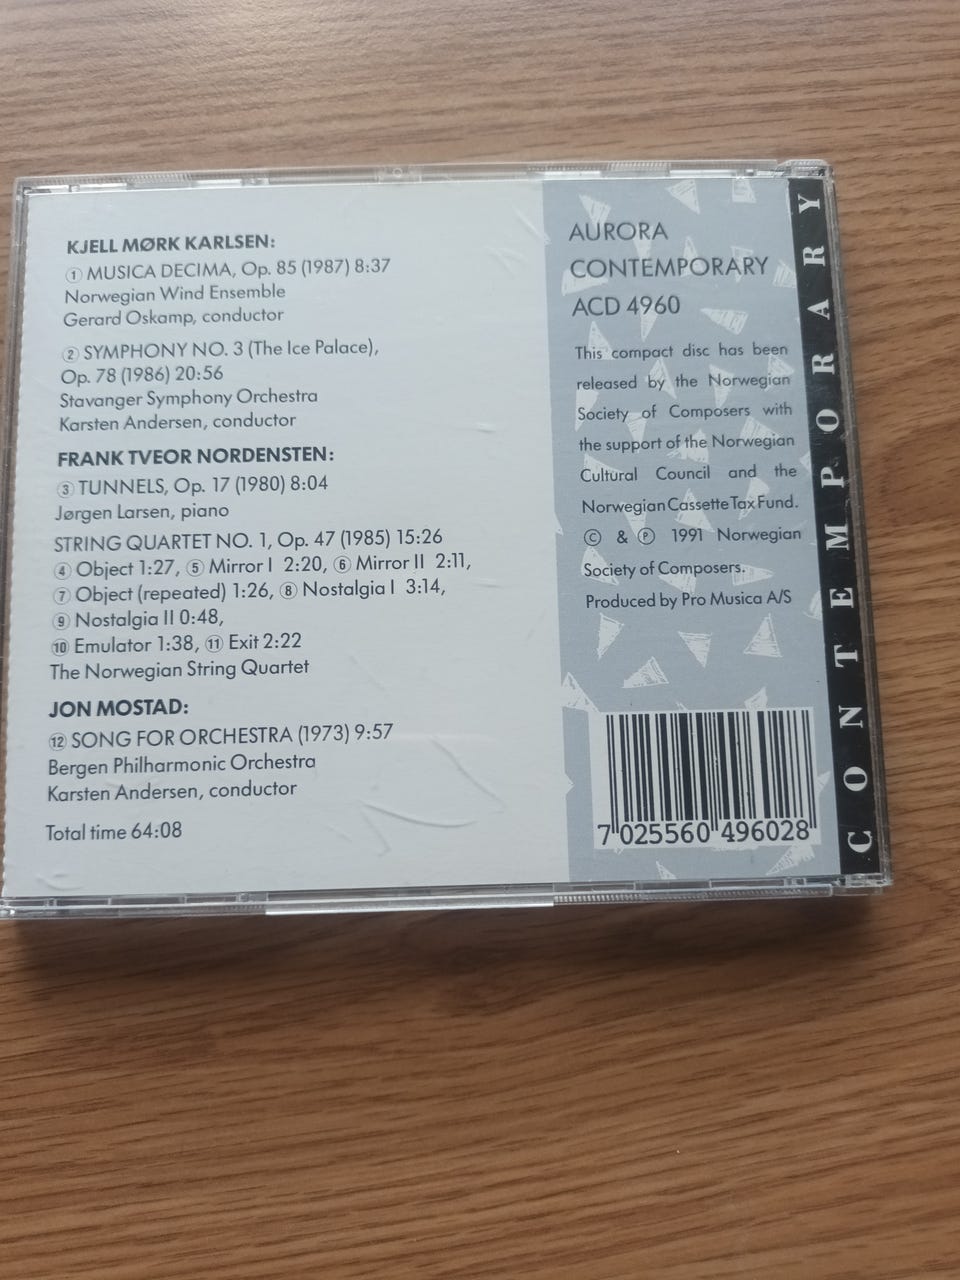 KJELL MØRK KARLSEN:
① MUSICA DECIMA, Op. 85 (1987) 8:37
Norwegian Wind Ensemble
Gerard Oskamp, conductor
② SYMPHONY NO. 3 (The Ice Palace),
Op. 78 (1986) 20:56
Stavanger Symphony Orchestra
Karsten Andersen, conductor
FRANK TVEOR NORDENSTEN:
③ TUNNELS, Op. 17 (1980) 8:04
Jørgen Larsen, piano
STRING QUARTET NO. 1, Op. 47 (1985) 15:26
④ Object 1:27, ⑤ Mirror I 2:20, ⑥ Mirror II 2:11,
⑦ Object (repeated) 1:26, ⑧ Nostalgia I 3:14,
⑨ Nostalgia II 0:48,
⑩ Emulator 1:38, ⑪ Exit 2:22
The Norwegian String Quartet
JON MOSTAD:
⑫ SONG FOR ORCHESTRA (1973) 9:57
Bergen Philharmonic Orchestra
Karsten Andersen, conductor
Total time 64:08
AURORA
CONTEMPORARY
ACD 4960
This compact disc has been
released by the Norwegian
Society of Composers with
the support of the Norwegian
Cultural Council and the
Norwegian Cassette Tax Fund.
© & ℗ 1991 Norwegian
Society of Composers.
Produced by Pro Musica A/S
7 025560 496028
CONTEMPORARY